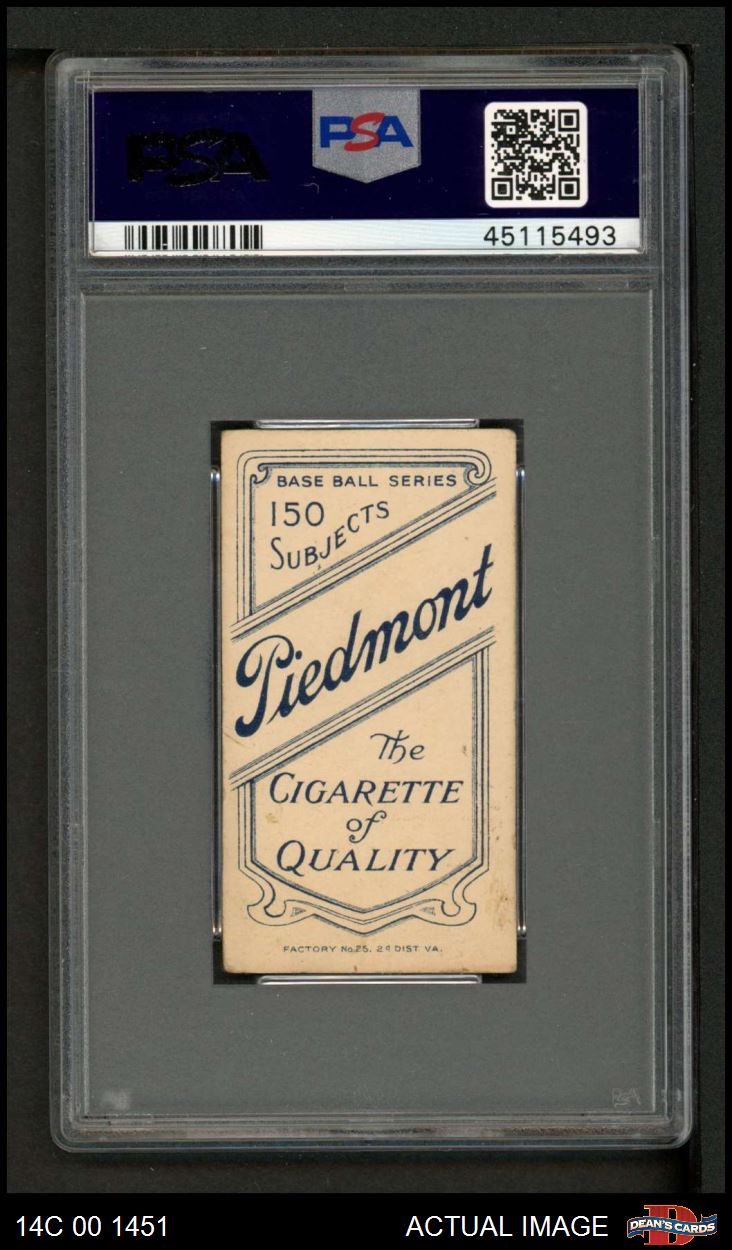 PSA
PSA
45115493
BASE BALL SERIES
150
SUBJECTS
Piedmont
The
CIGARETTE
of
QUALITY
FACTORY No.25. 2d DIST. VA.
PSA
14C 00 1451
ACTUAL IMAGE
DEAN'S CARDS